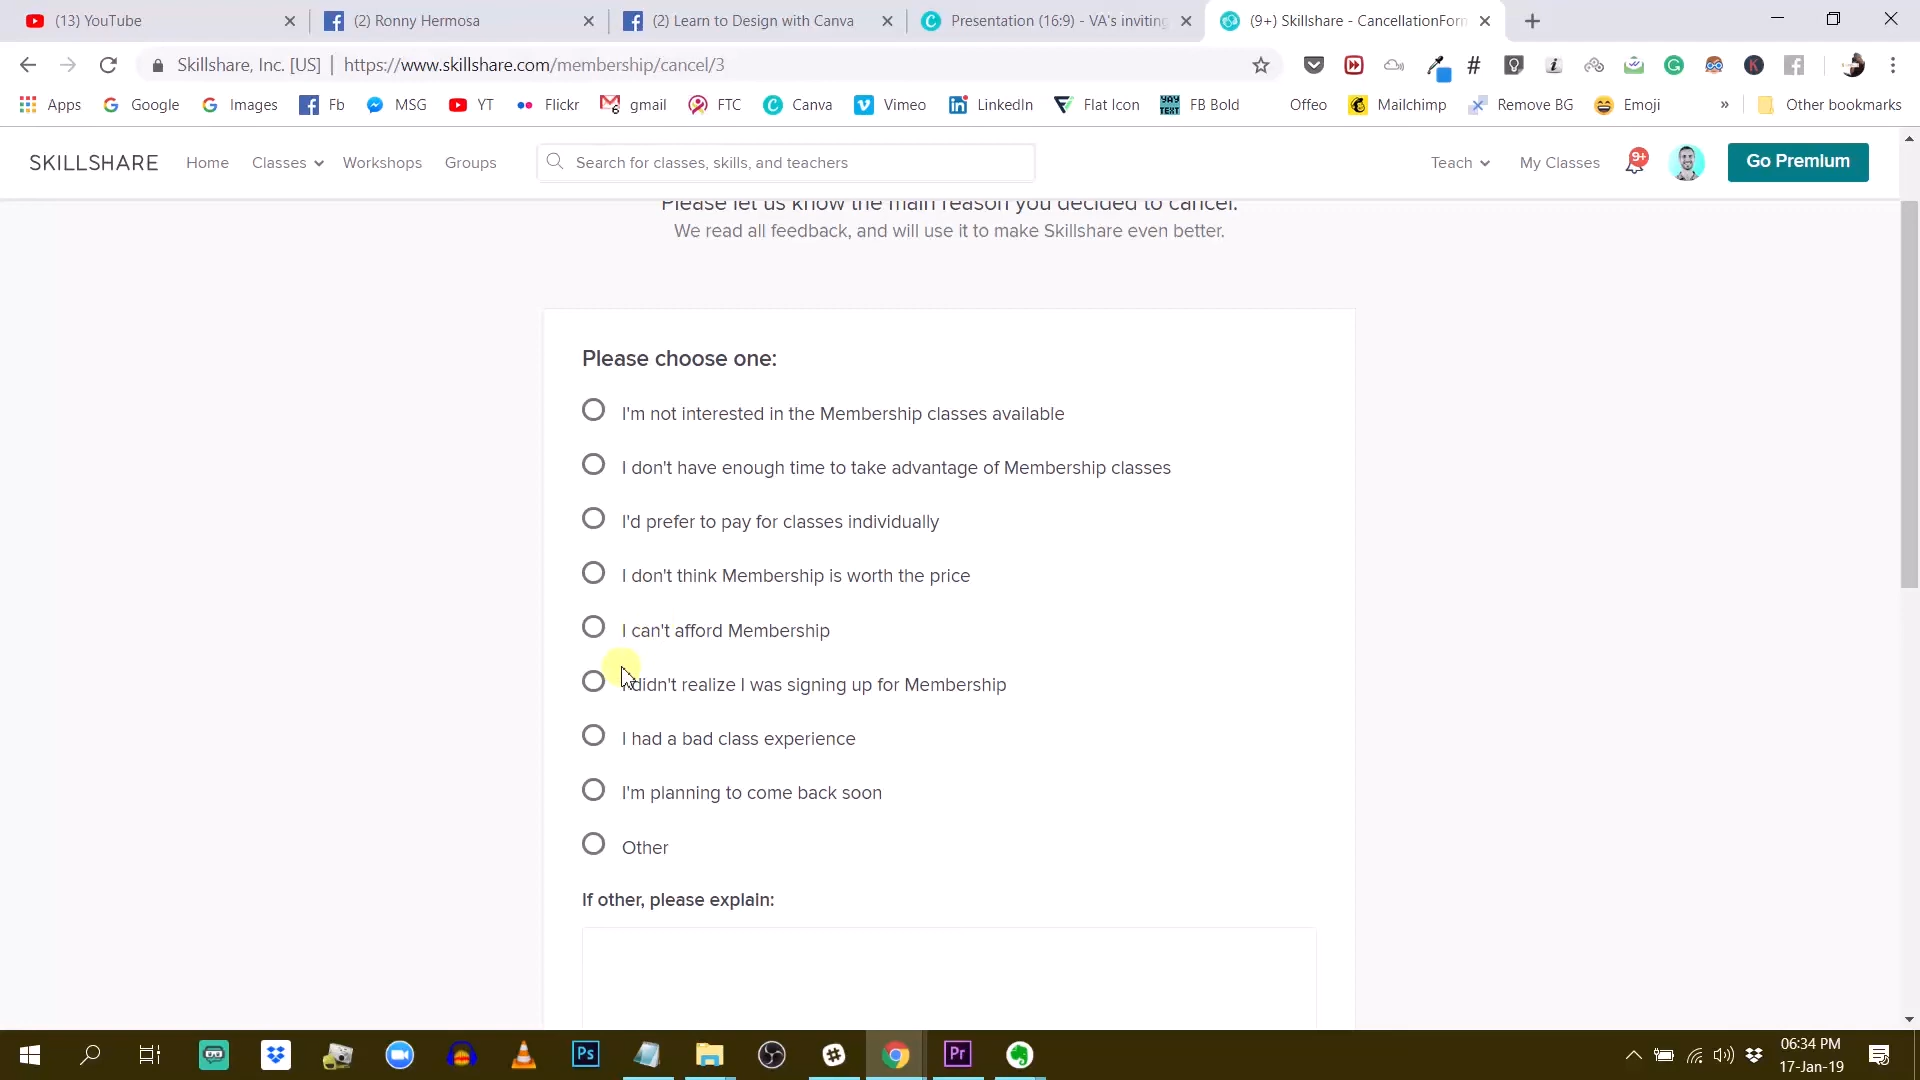 (13) YouTube
(2) Ronny Hermosa
(2) Learn to Design with Canva
Presentation (16:9) - VA's inviting
(9+) Skillshare - CancellationForm
Skillshare, Inc. [US] | https://www.skillshare.com/membership/cancel/3
Apps Google Images Fb MSG YT Flickr gmail FTC Canva Vimeo LinkedIn Flat Icon FB Bold Offeo Mailchimp Remove BG Emoji » Other bookmarks
SKILLSHARE Home Classes Workshops Groups Search for classes, skills, and teachers Teach My Classes 9+ Go Premium
Please let us know the main reason you decided to cancel.
We read all feedback, and will use it to make Skillshare even better.
Please choose one:
I'm not interested in the Membership classes available
I don't have enough time to take advantage of Membership classes
I'd prefer to pay for classes individually
I don't think Membership is worth the price
I can't afford Membership
I didn't realize I was signing up for Membership
I had a bad class experience
I'm planning to come back soon
Other
If other, please explain:
Ps
Pr
06:34 PM
17-Jan-19